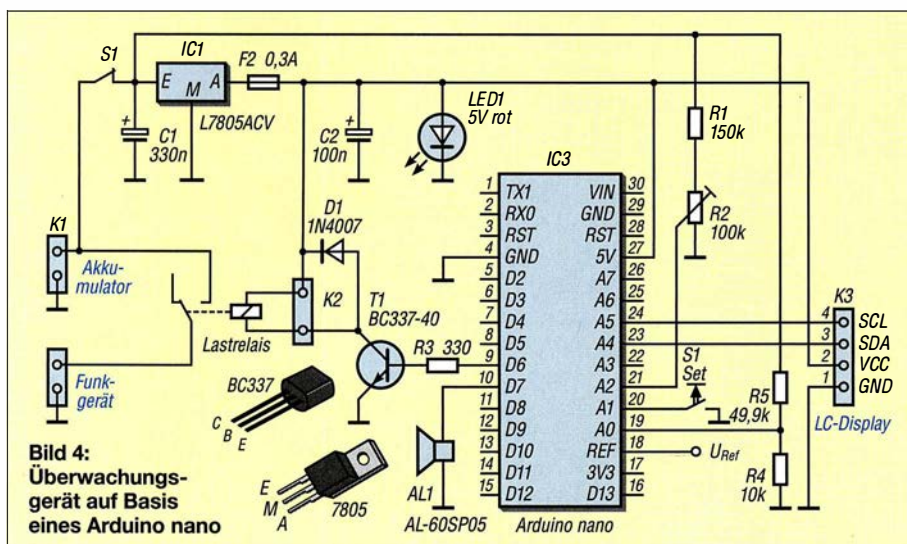 S1
IC1
E
M
A
L7805ACV
F2 0,3A
+
C1
330n
+
C2
100n
LED1
5V rot
R1
150k
R2
100k
IC3
1 TX1 VIN 30
2 RX0 GND 29
3 RST RST 28
4 GND 5V 27
5 D2 A7 26
6 D3 A6 25
7 D4 A5 24
8 D5 A4 23
9 D6 A3 22
10 D7 A2 21
11 D8 A1 20
12 D9 A0 19
13 D10 REF 18
14 D11 3V3 17
15 D12 D13 16
Arduino nano
K1
Akku-
mulator
D1
1N4007
K2
T1
BC337-40
Lastrelais
R3 330
Funk-
gerät
BC337
C
B
E
E
M
A
7805
AL1
AL-60SP05
S1
Set
URef
R5
49,9k
R4
10k
K3
4 SCL
3 SDA
2 VCC
1 GND
LC-Display
Bild 4:
Überwachungs-
gerät auf Basis
eines Arduino nano